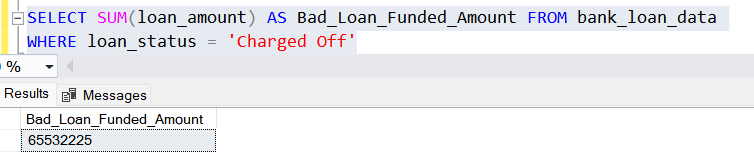 SELECT SUM(loan_amount) AS Bad_Loan_Funded_Amount FROM bank_loan_data
WHERE loan_status = 'Charged Off'
%
Results Messages
Bad_Loan_Funded_Amount
65532225